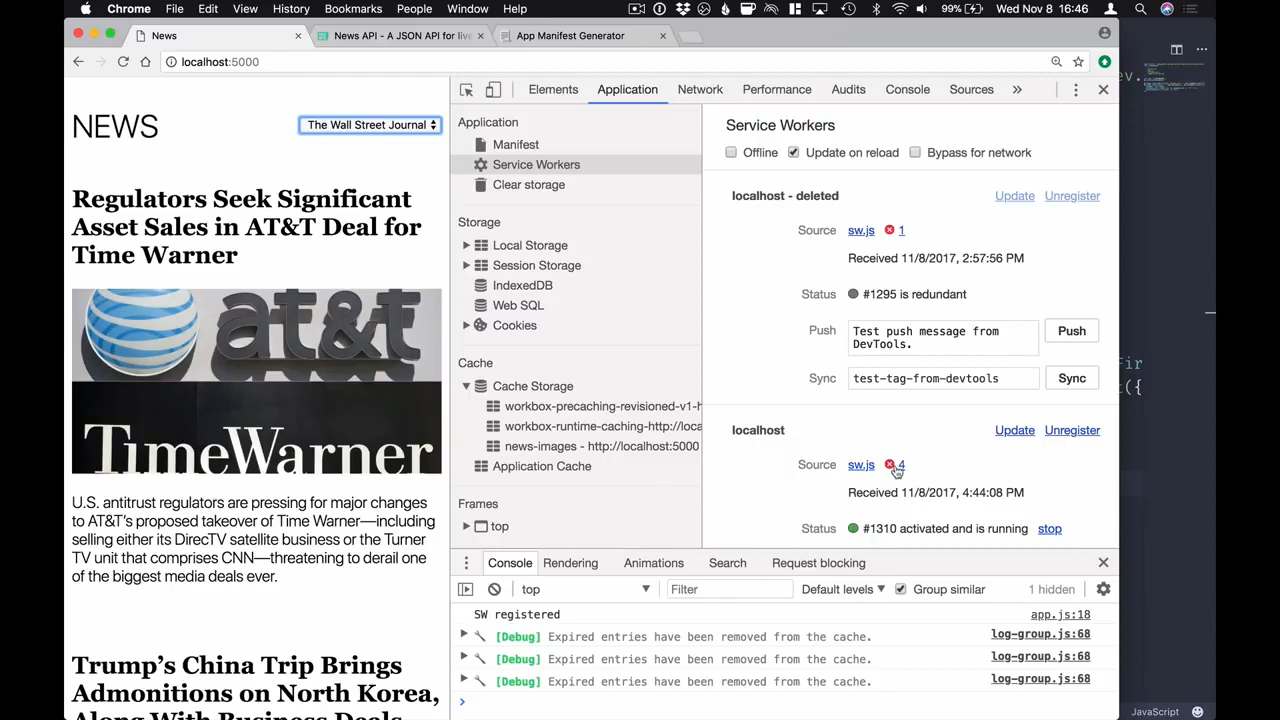 Chrome File Edit View History Bookmarks People Window Help 99% Wed Nov 8 16:46
News News API - A JSON API for live App Manifest Generator
localhost:5000
NEWS
The Wall Street Journal
Regulators Seek Significant
Asset Sales in AT&T Deal for
Time Warner
at&t
TimeWarner
U.S. antitrust regulators are pressing for major changes
to AT&T's proposed takeover of Time Warner—including
selling either its DirecTV satellite business or the Turner
TV unit that comprises CNN—threatening to derail one
of the biggest media deals ever.
Trump's China Trip Brings
Admonitions on North Korea,
Along With Business Deals
Elements Application Network Performance Audits Console Sources »
Application
Manifest
Service Workers
Clear storage
Storage
Local Storage
Session Storage
IndexedDB
Web SQL
Cookies
Cache
Cache Storage
workbox-precaching-revisioned-v1-h
workbox-runtime-caching-http://loca
news-images - http://localhost:5000
Application Cache
Frames
top
Service Workers
Offline Update on reload Bypass for network
localhost - deleted Update Unregister
Source sw.js 1
Received 11/8/2017, 2:57:56 PM
Status #1295 is redundant
Push Test push message from
DevTools. Push
Sync test-tag-from-devtools Sync
localhost Update Unregister
Source sw.js 4
Received 11/8/2017, 4:44:08 PM
Status #1310 activated and is running stop
Console Rendering Animations Search Request blocking
top Filter Default levels Group similar 1 hidden
SW registered app.js:18
[Debug] Expired entries have been removed from the cache. log-group.js:68
[Debug] Expired entries have been removed from the cache. log-group.js:68
[Debug] Expired entries have been removed from the cache. log-group.js:68
ev.
Fir
t({
JavaScript